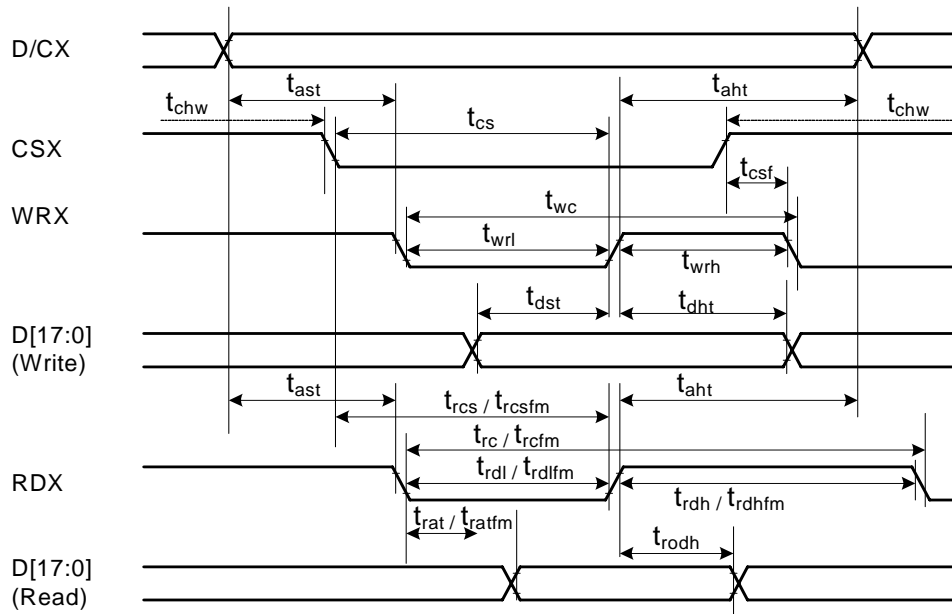 D/CX
tast
taht
tchw
tchw
tcs
CSX
tcsf
WRX
twc
twrl
twrh
tdst
tdht
D[17:0]
(Write)
tast
taht
trcs / trcsfm
trc / trcfm
RDX
trdl / trdlfm
trdh / trdhfm
trat / tratfm
trodh
D[17:0]
(Read)